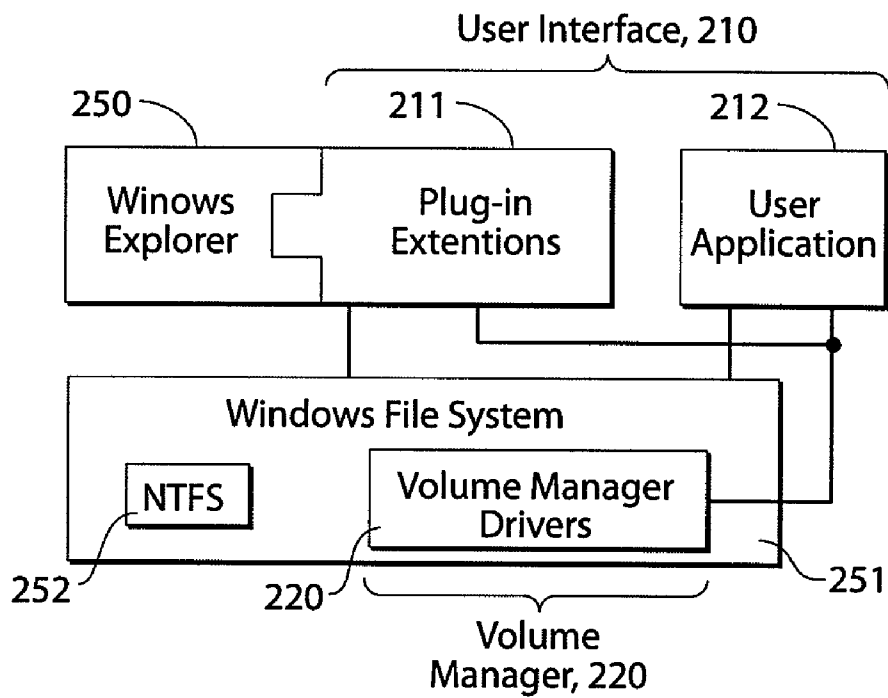 User Interface, 210
250
211
212
Winows
Explorer
Plug-in
Extentions
User
Application
Windows File System
NTFS
Volume Manager
Drivers
252
220
251
Volume
Manager, 220